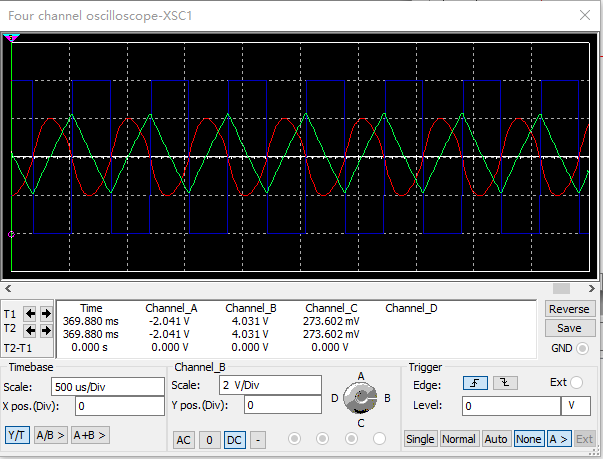 Four channel oscilloscope-XSC1
Time Channel_A Channel_B Channel_C Channel_D
T1 369.880 ms -2.041 V 4.031 V 273.602 mV
T2 369.880 ms -2.041 V 4.031 V 273.602 mV
T2-T1 0.000 s 0.000 V 0.000 V 0.000 V
Reverse
Save
GND
Timebase
Scale: 500 us/Div
X pos.(Div): 0
Y/T A/B > A+B >
Channel_B
Scale: 2 V/Div
Y pos.(Div): 0
AC 0 DC -
A
D B
C
Trigger
Edge: Ext
Level: 0 V
Single Normal Auto None A > Ext